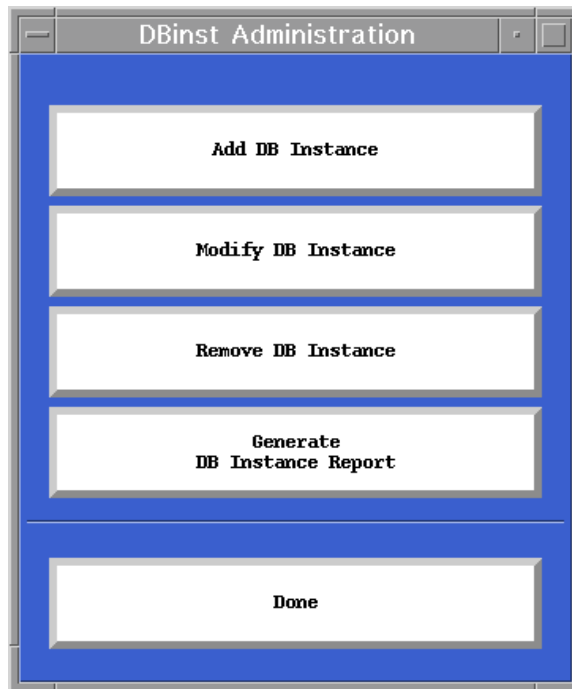 DBinst Administration
Add DB Instance
Modify DB Instance
Remove DB Instance
Generate
DB Instance Report
Done